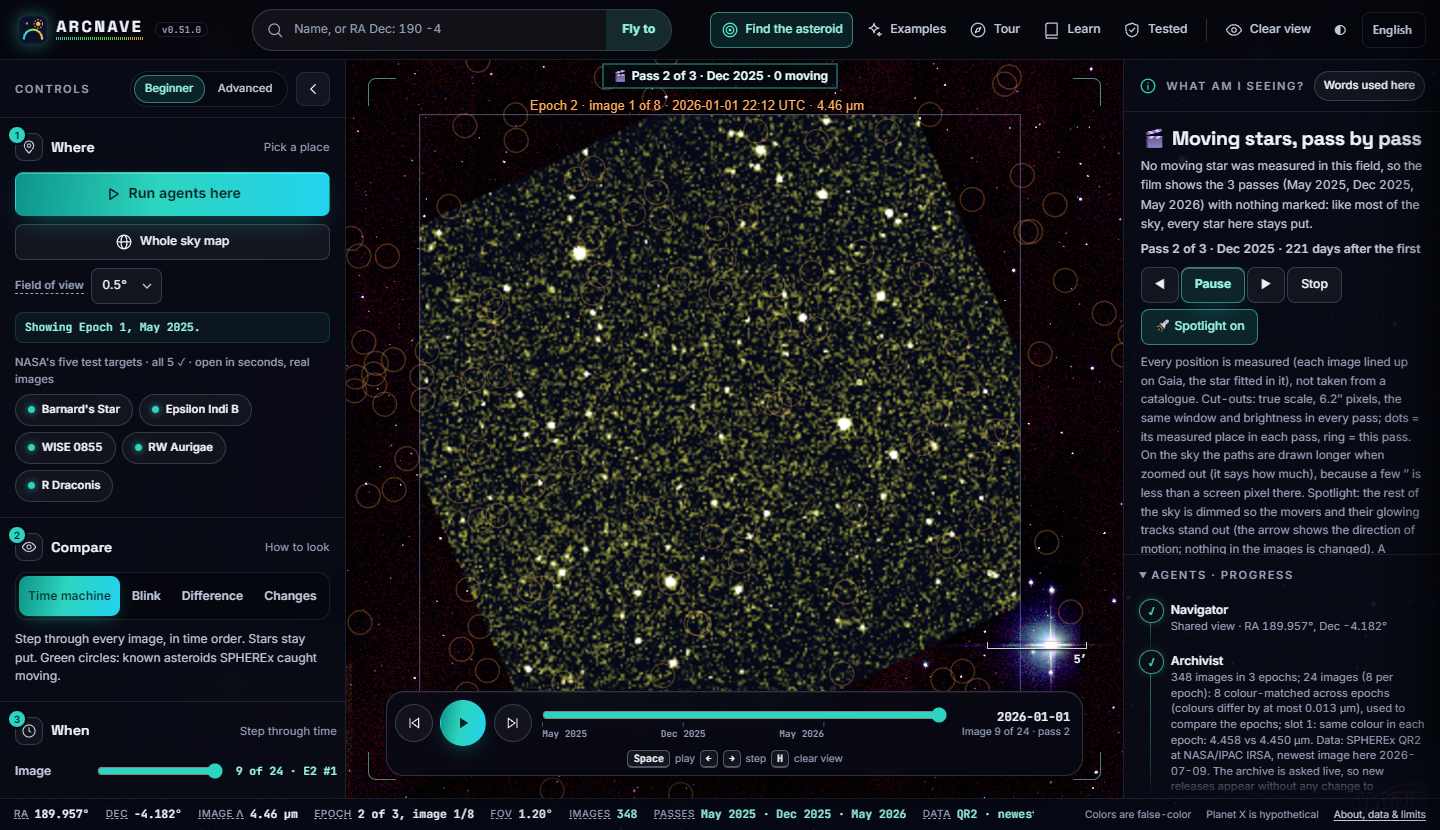 ARCNAVE v0.51.0 Name, or RA Dec: 190 -4 Fly to Find the asteroid Examples Tour Learn Tested Clear view English
CONTROLS Beginner Advanced
1 Where Pick a place
Run agents here
Whole sky map
Field of view 0.5°
Showing Epoch 1, May 2025.
NASA's five test targets · all 5 ✓ · open in seconds, real
images
Barnard's Star Epsilon Indi B
WISE 0855 RW Aurigae
R Draconis
2 Compare How to look
Time machine Blink Difference Changes
Step through every image, in time order. Stars stay
put. Green circles: known asteroids SPHEREx caught
moving.
3 When Step through time
Image 9 of 24 · E2 #1
Pass 2 of 3 · Dec 2025 · 0 moving
Epoch 2 · image 1 of 8 · 2026-01-01 22:12 UTC · 4.46 µm
5′
May 2025 Dec 2025 May 2026
2026-01-01
Image 9 of 24 · pass 2
Space play ← → step H clear view
WHAT AM I SEEING? Words used here
Moving stars, pass by pass
No moving star was measured in this field, so the
film shows the 3 passes (May 2025, Dec 2025,
May 2026) with nothing marked: like most of the
sky, every star here stays put.
Pass 2 of 3 · Dec 2025 · 221 days after the first
◀ Pause ▶ Stop
Spotlight on
Every position is measured (each image lined up
on Gaia, the star fitted in it), not taken from a
catalogue. Cut-outs: true scale, 6.2″ pixels, the
same window and brightness in every pass; dots =
its measured place in each pass, ring = this pass.
On the sky the paths are drawn longer when
zoomed out (it says how much), because a few ″ is
less than a screen pixel there. Spotlight: the rest of
the sky is dimmed so the movers and their glowing
tracks stand out (the arrow shows the direction of
motion; nothing in the images is changed). A
▼ AGENTS · PROGRESS
✓ Navigator
Shared view · RA 189.957°, Dec -4.182°
✓ Archivist
348 images in 3 epochs; 24 images (8 per
epoch): 8 colour-matched across epochs
(colours differ by at most 0.013 µm), used to
compare the epochs; slot 1: same colour in each
epoch: 4.458 vs 4.450 µm. Data: SPHEREx QR2
at NASA/IPAC IRSA, newest image here 2026-
07-09. The archive is asked live, so new
releases appear without any change to
RA 189.957° DEC -4.182° IMAGE Λ 4.46 µm EPOCH 2 of 3, image 1/8 FOV 1.20° IMAGES 348 PASSES May 2025 · Dec 2025 · May 2026 DATA QR2 · newes Colors are false-color Planet X is hypothetical About, data & limits